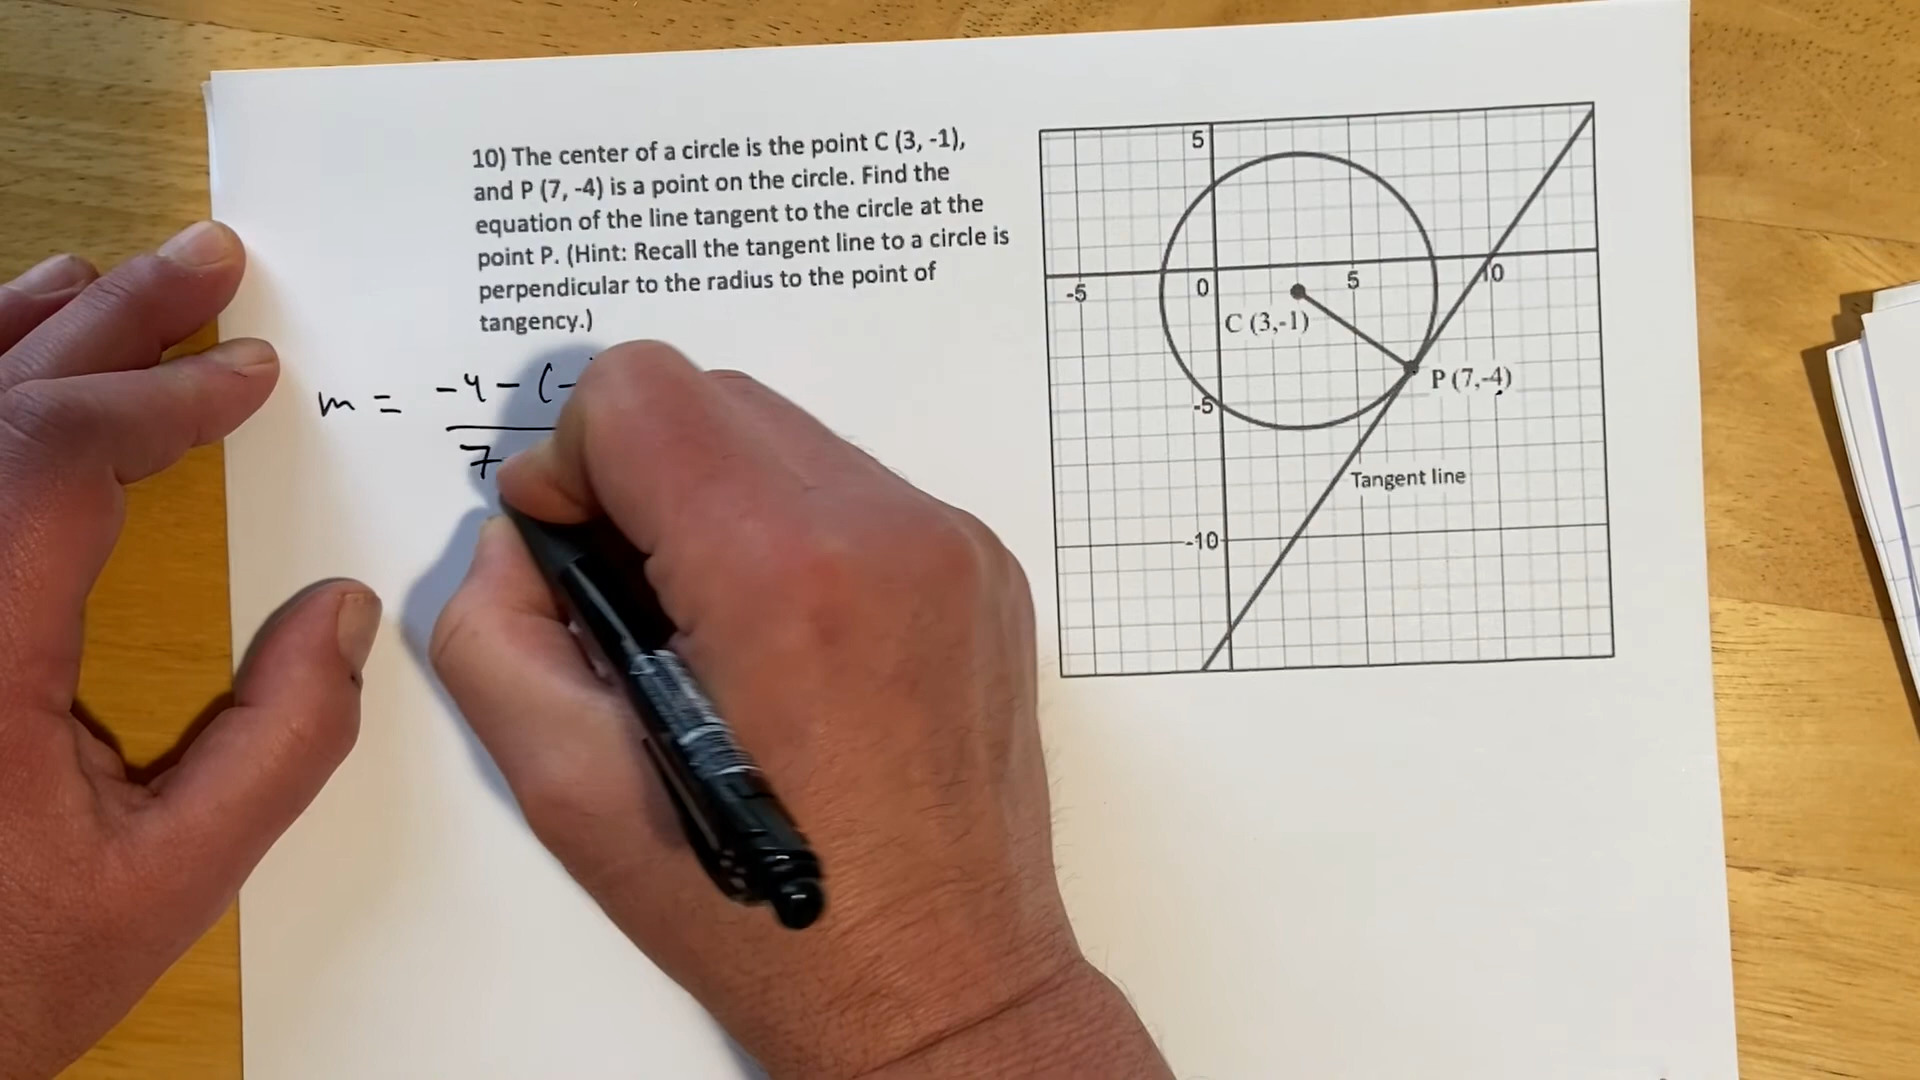 10) The center of a circle is the point C (3, -1),
and P (7, -4) is a point on the circle. Find the
equation of the line tangent to the circle at the
point P. (Hint: Recall the tangent line to a circle is
perpendicular to the radius to the point of
tangency.)
m = -4 - (-
7
5
-5
0
5
10
C (3,-1)
P (7,-4)
-5
Tangent line
-10